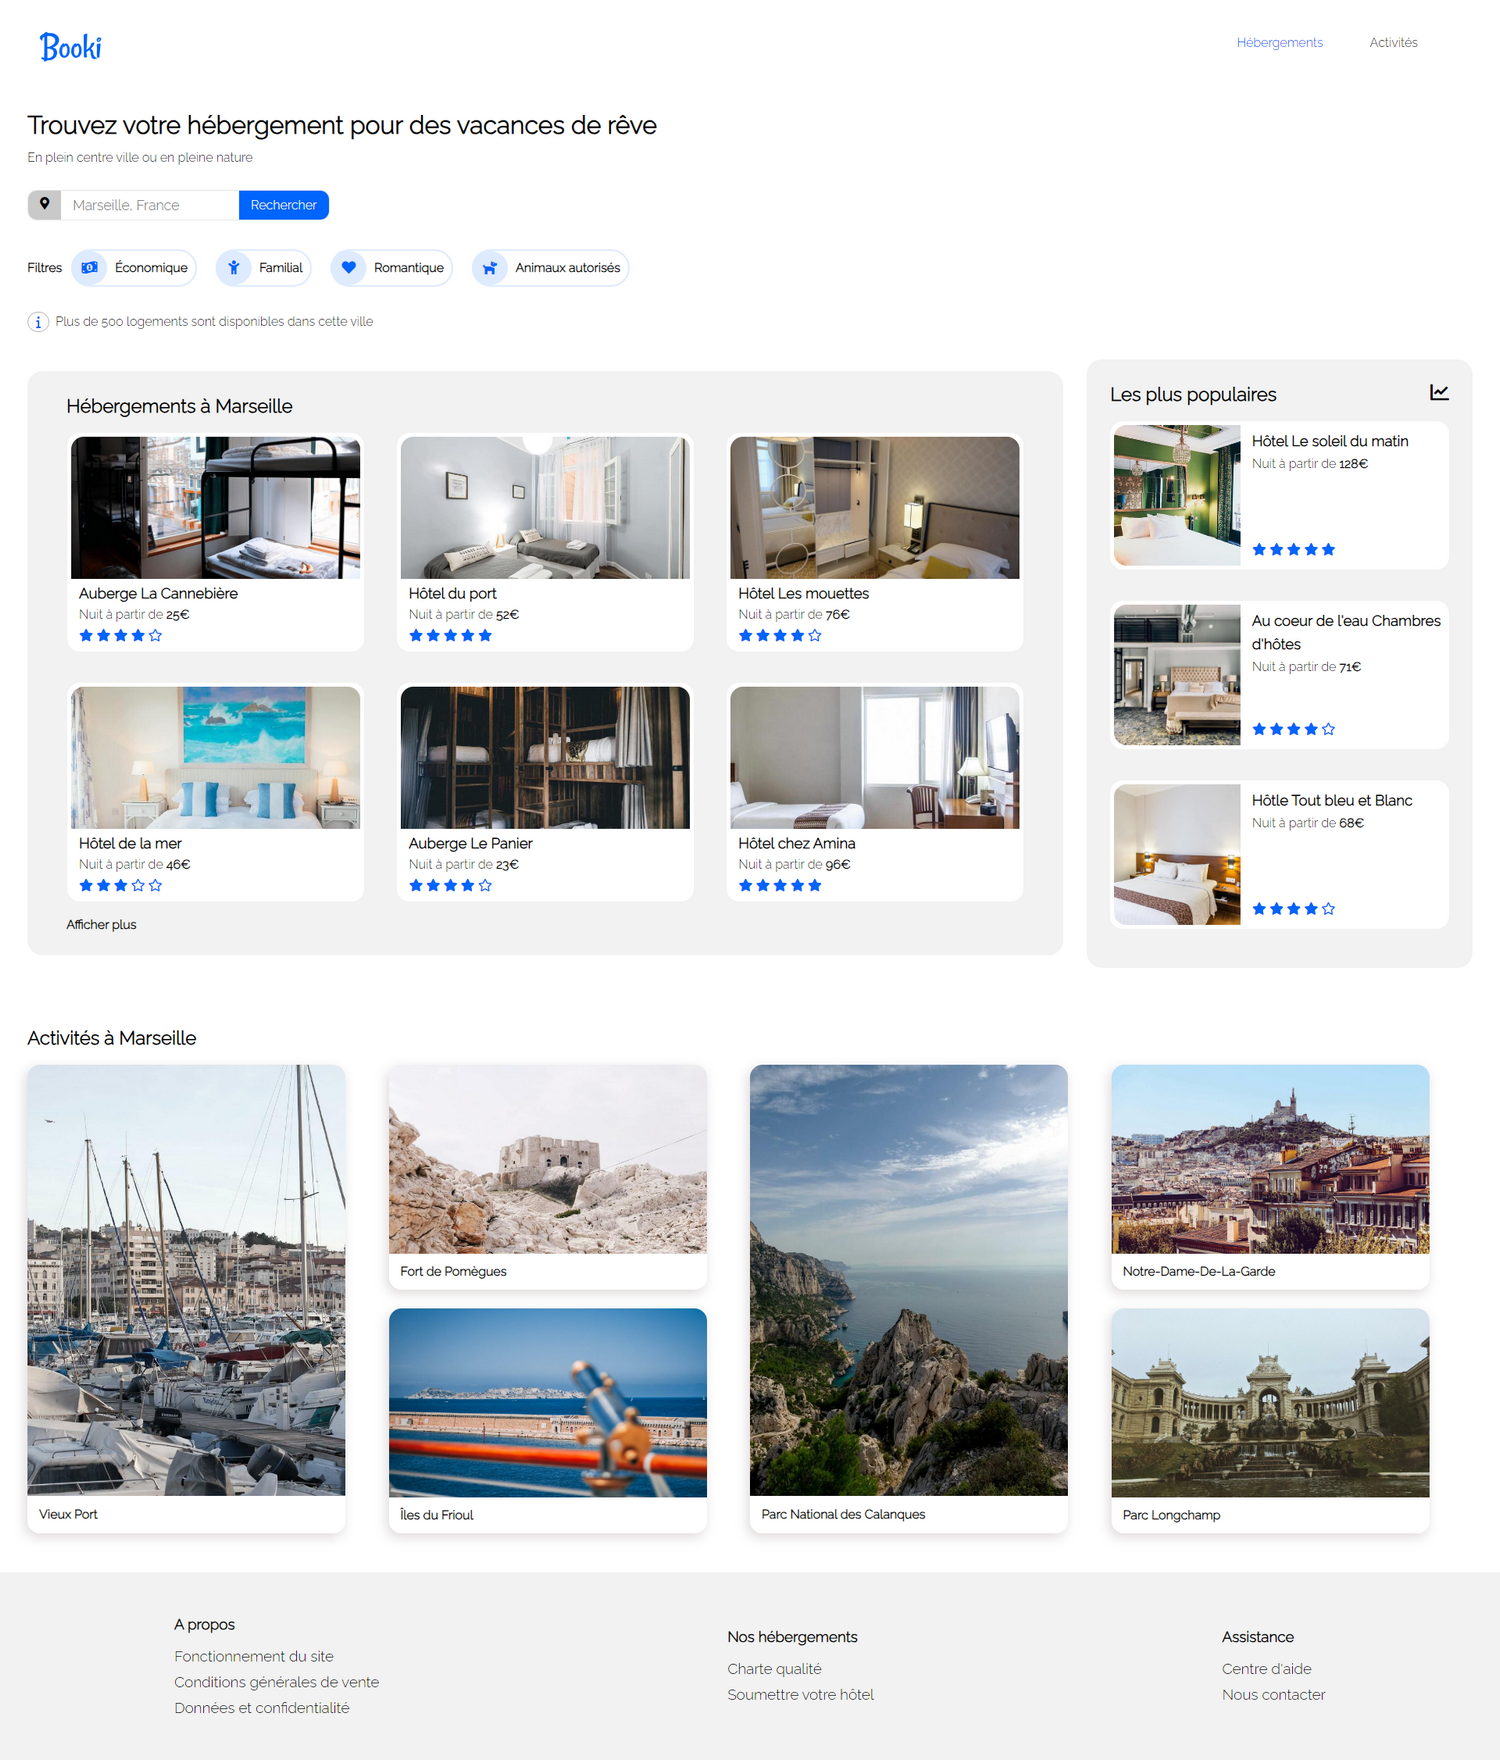 Booki
Hébergements
Activités
Trouvez votre hébergement pour des vacances de rêve
En plein centre ville ou en pleine nature
Marseille, France
Rechercher
Filtres
Économique
Familial
Romantique
Animaux autorisés
Plus de 500 logements sont disponibles dans cette ville
Hébergements à Marseille
Auberge La Cannebière
Nuit à partir de 25€
Hôtel du port
Nuit à partir de 52€
Hôtel Les mouettes
Nuit à partir de 76€
Hôtel de la mer
Nuit à partir de 46€
Auberge Le Panier
Nuit à partir de 23€
Hôtel chez Amina
Nuit à partir de 96€
Afficher plus
Les plus populaires
Hôtel Le soleil du matin
Nuit à partir de 128€
Au coeur de l'eau Chambres
d'hôtes
Nuit à partir de 71€
Hôtle Tout bleu et Blanc
Nuit à partir de 68€
Activités à Marseille
Vieux Port
Fort de Pomègues
Îles du Frioul
Parc National des Calanques
Notre-Dame-De-La-Garde
Parc Longchamp
A propos
Fonctionnement du site
Conditions générales de vente
Données et confidentialité
Nos hébergements
Charte qualité
Soumettre votre hôtel
Assistance
Centre d'aide
Nous contacter